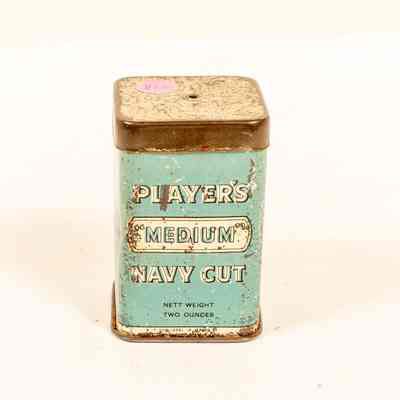 PLAYER'S
MEDIUM
NAVY CUT
NETT WEIGHT
TWO OUNCES